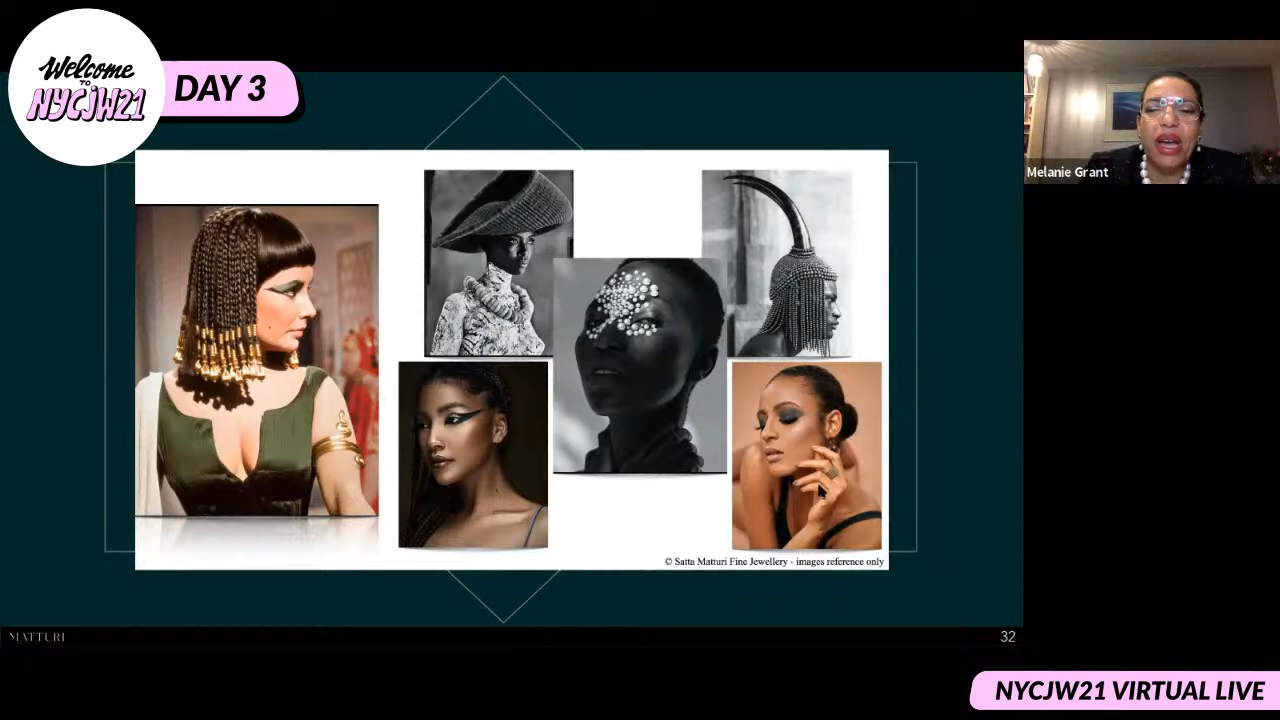 Welcome
TO
NYCJW21
DAY 3
Melanie Grant
© Satta Matturi Fine Jewellery - images reference only
MATTURI
32
NYCJW21 VIRTUAL LIVE